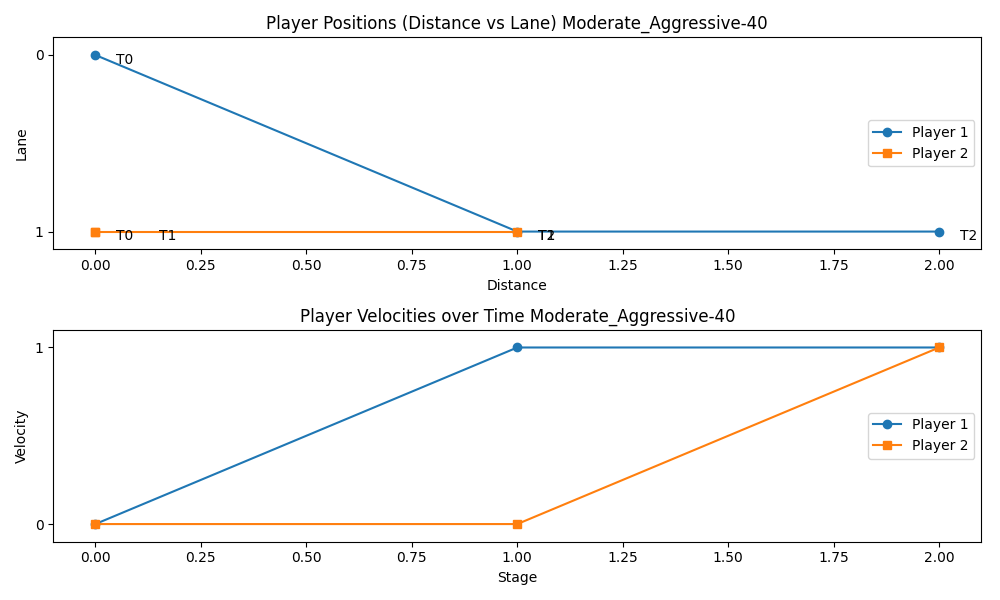 Player Positions (Distance vs Lane) Moderate_Aggressive-40
0
T0
Lane
Player 1
Player 2
1
T0
T1
T2
0.00
0.25
0.50
0.75
1.00
1.25
1.50
1.75
2.00
Distance
Player Velocities over Time Moderate_Aggressive-40
1
Velocity
Player 1
Player 2
0
0.00
0.25
0.50
0.75
1.00
1.25
1.50
1.75
2.00
Stage